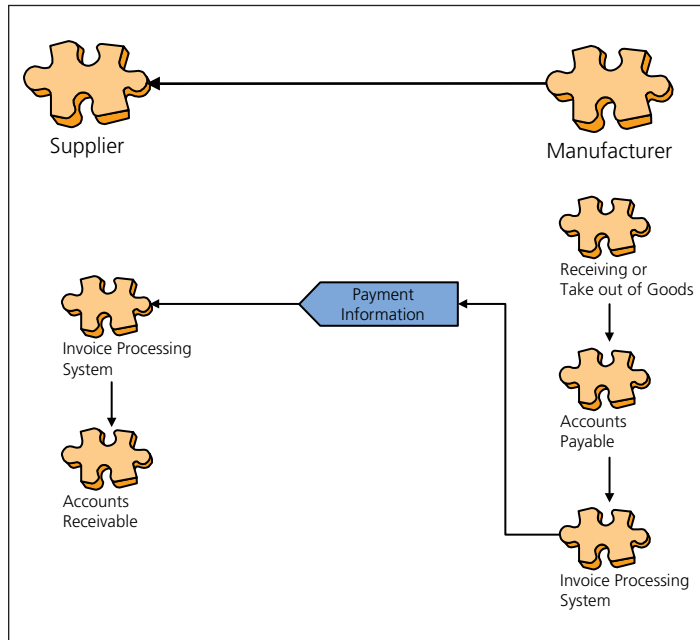 Supplier
Manufacturer
Receiving or
Take out of Goods
Payment
Information
Invoice Processing
System
Accounts
Payable
Accounts
Receivable
Invoice Processing
System